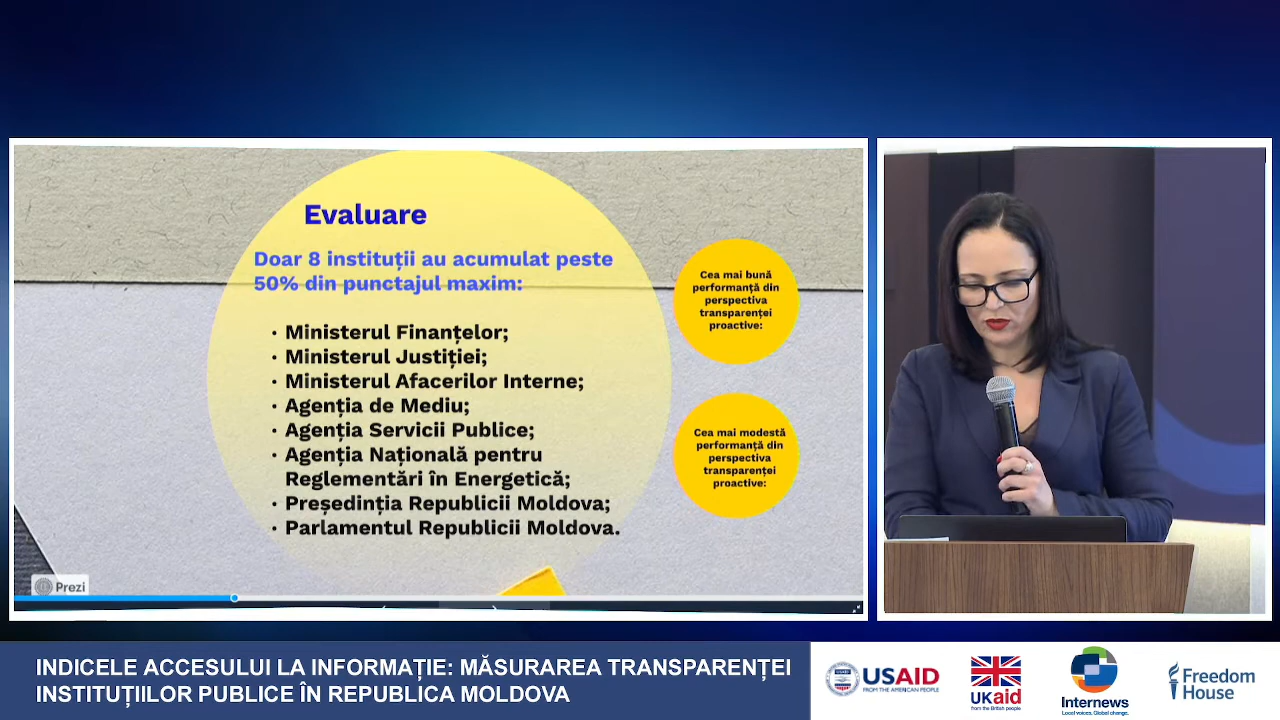 Evaluare
Doar 8 instituții au acumulat peste
50% din punctajul maxim:
• Ministerul Finanțelor;
• Ministerul Justiției;
• Ministerul Afacerilor Interne;
• Agenția de Mediu;
• Agenția Servicii Publice;
• Agenția Națională pentru
Reglementări în Energetică;
• Președinția Republicii Moldova;
• Parlamentul Republicii Moldova.
Cea mai bună
performanță din
perspectiva
transparenței
proactive:
Cea mai modestă
performanță din
perspectiva
transparenței
proactive:
Prezi
INDICELE ACCESULUI LA INFORMAȚIE: MĂSURAREA TRANSPARENȚEI
INSTITUȚIILOR PUBLICE ÎN REPUBLICA MOLDOVA
USAID
FROM THE AMERICAN PEOPLE
UKaid
from the British people
Internews
Local voices. Global change.
Freedom
House